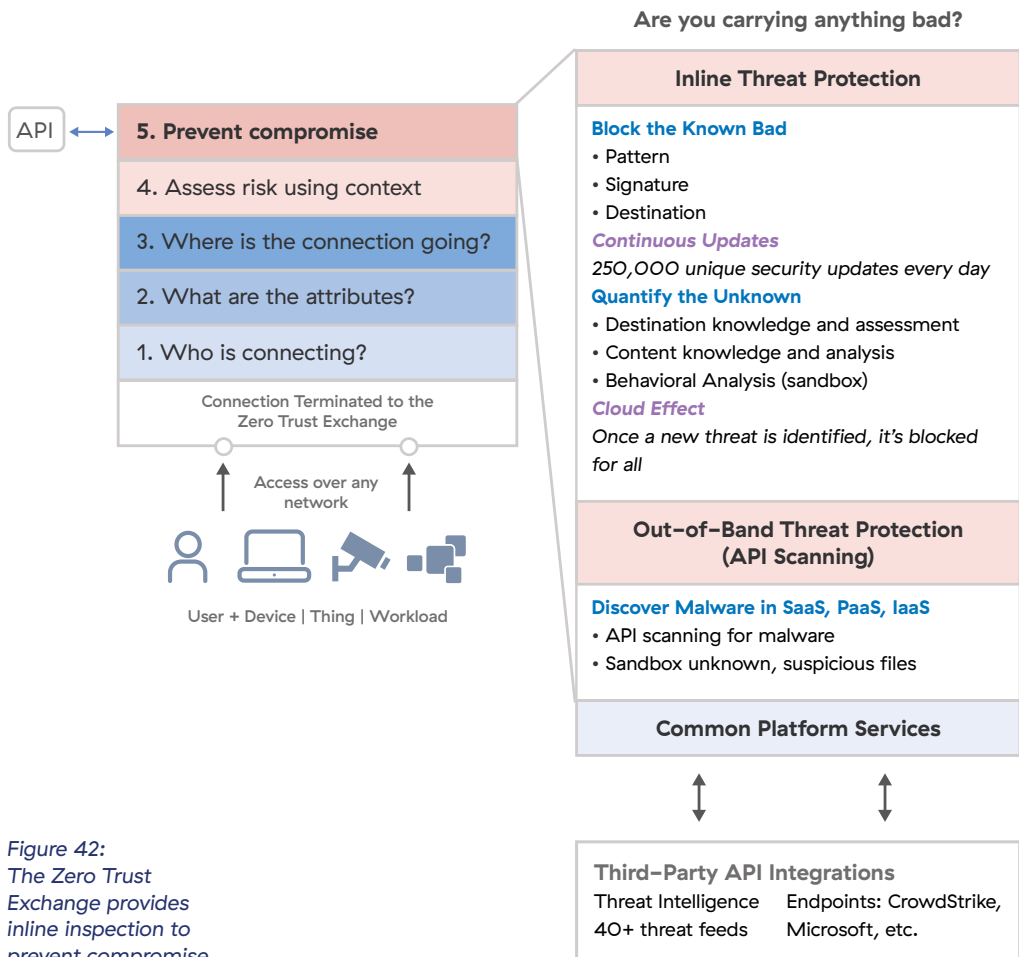 Are you carrying anything bad?
API
5. Prevent compromise
4. Assess risk using context
3. Where is the connection going?
2. What are the attributes?
1. Who is connecting?
Connection Terminated to the
Zero Trust Exchange
Access over any
network
User + Device | Thing | Workload
Inline Threat Protection
Block the Known Bad
• Pattern
• Signature
• Destination
Continuous Updates
250,000 unique security updates every day
Quantify the Unknown
• Destination knowledge and assessment
• Content knowledge and analysis
• Behavioral Analysis (sandbox)
Cloud Effect
Once a new threat is identified, it's blocked
for all
Out-of-Band Threat Protection
(API Scanning)
Discover Malware in SaaS, PaaS, IaaS
• API scanning for malware
• Sandbox unknown, suspicious files
Common Platform Services
Third-Party API Integrations
Threat Intelligence
40+ threat feeds
Endpoints: CrowdStrike,
Microsoft, etc.
Figure 42:
The Zero Trust
Exchange provides
inline inspection to
prevent compromise